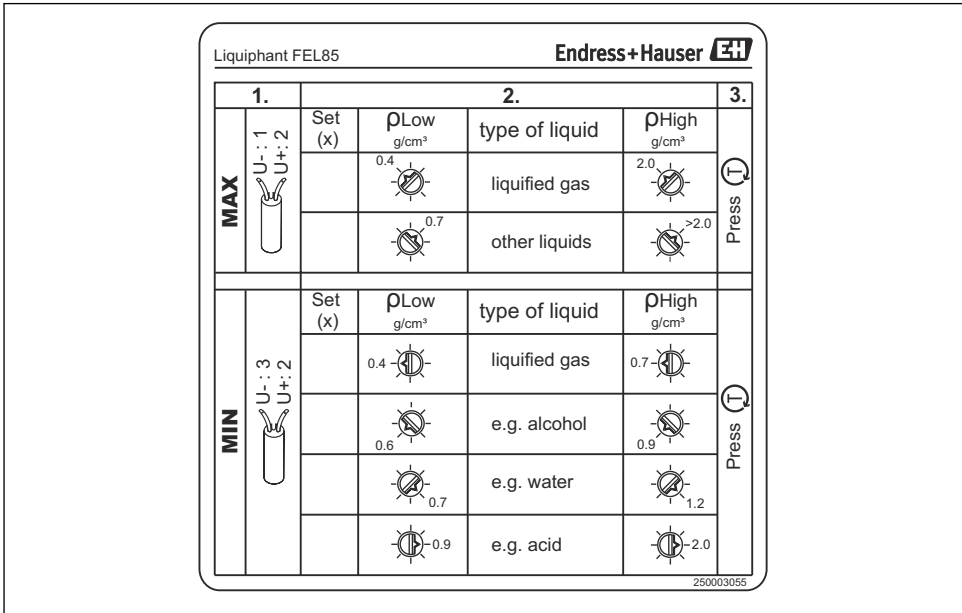 Liquiphant FEL85
Endress+Hauser EH
1. 2. 3.
MAX
U- : 1
U+: 2
Set (x) ρLow g/cm³ type of liquid ρHigh g/cm³
0.4 liquified gas 2.0
0.7 other liquids >2.0
Press T
MIN
U- : 3
U+: 2
Set (x) ρLow g/cm³ type of liquid ρHigh g/cm³
0.4 liquified gas 0.7
0.6 e.g. alcohol 0.9
0.7 e.g. water 1.2
0.9 e.g. acid 2.0
Press T
250003055